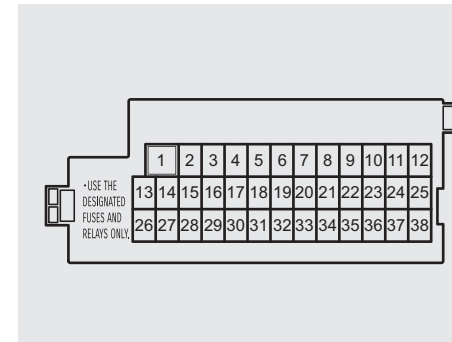 1 2 3 4 5 6 7 8 9 10 11 12
•USE THE
DESIGNATED
FUSES AND
RELAYS ONLY.
13 14 15 16 17 18 19 20 21 22 23 24 25
26 27 28 29 30 31 32 33 34 35 36 37 38